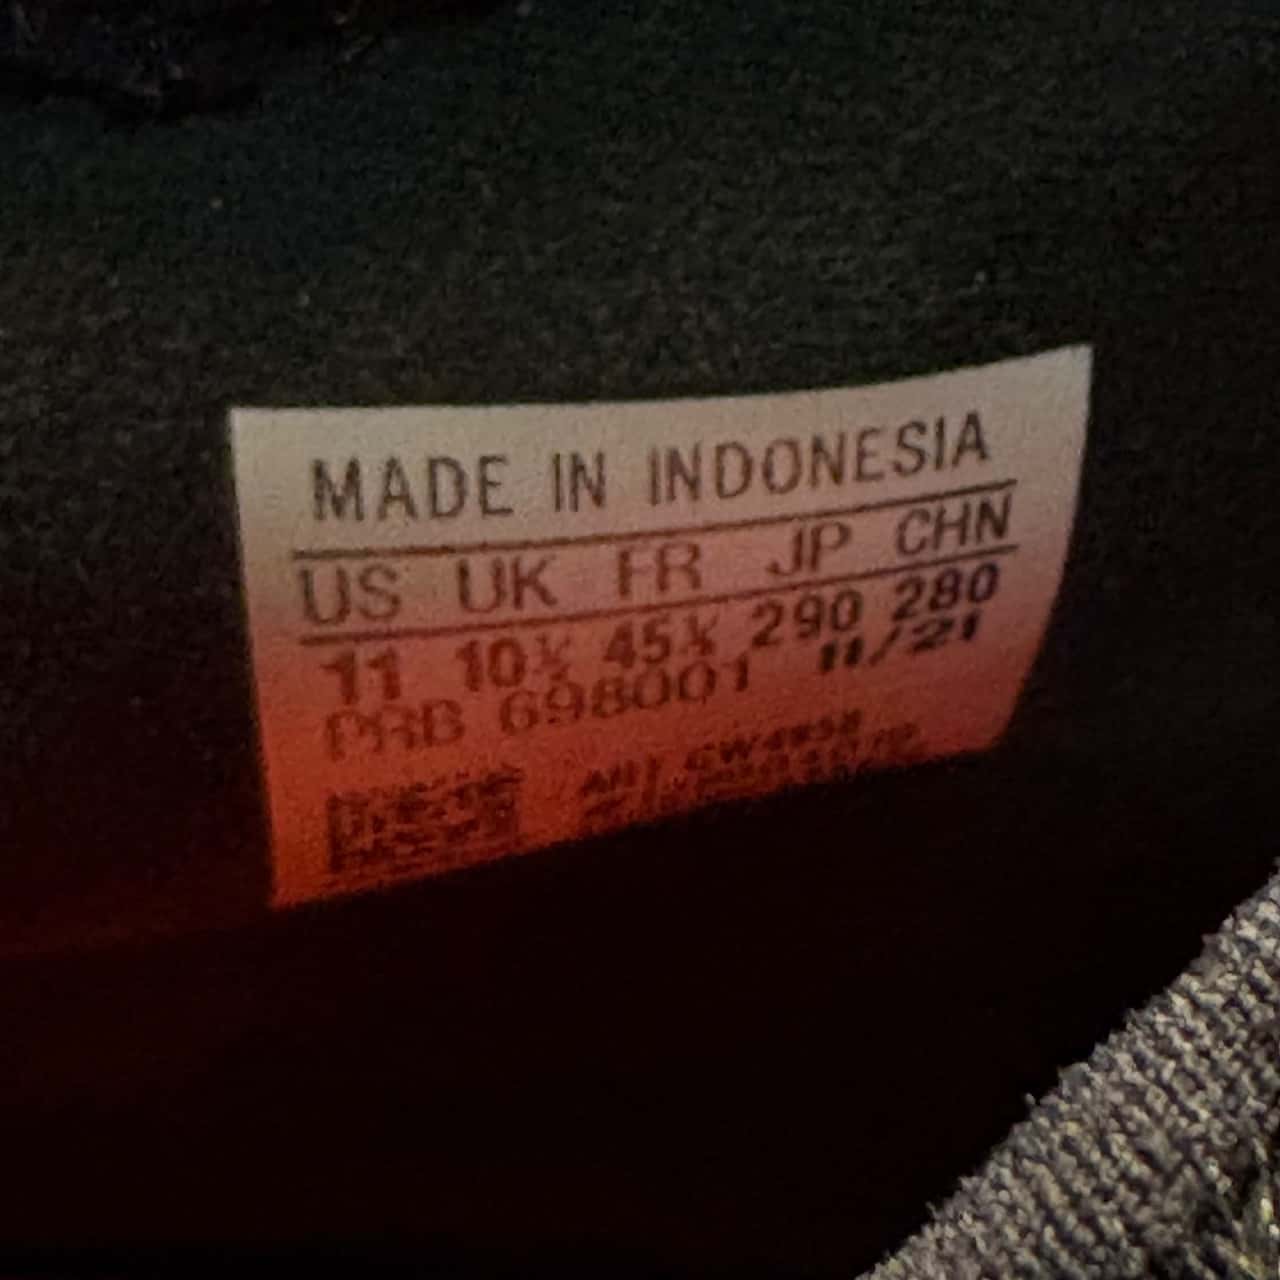 MADE IN INDONESIA
US UK FR JP CHN
11 10½ 45⅓ 290 280
PRB 698001 11/21
ART